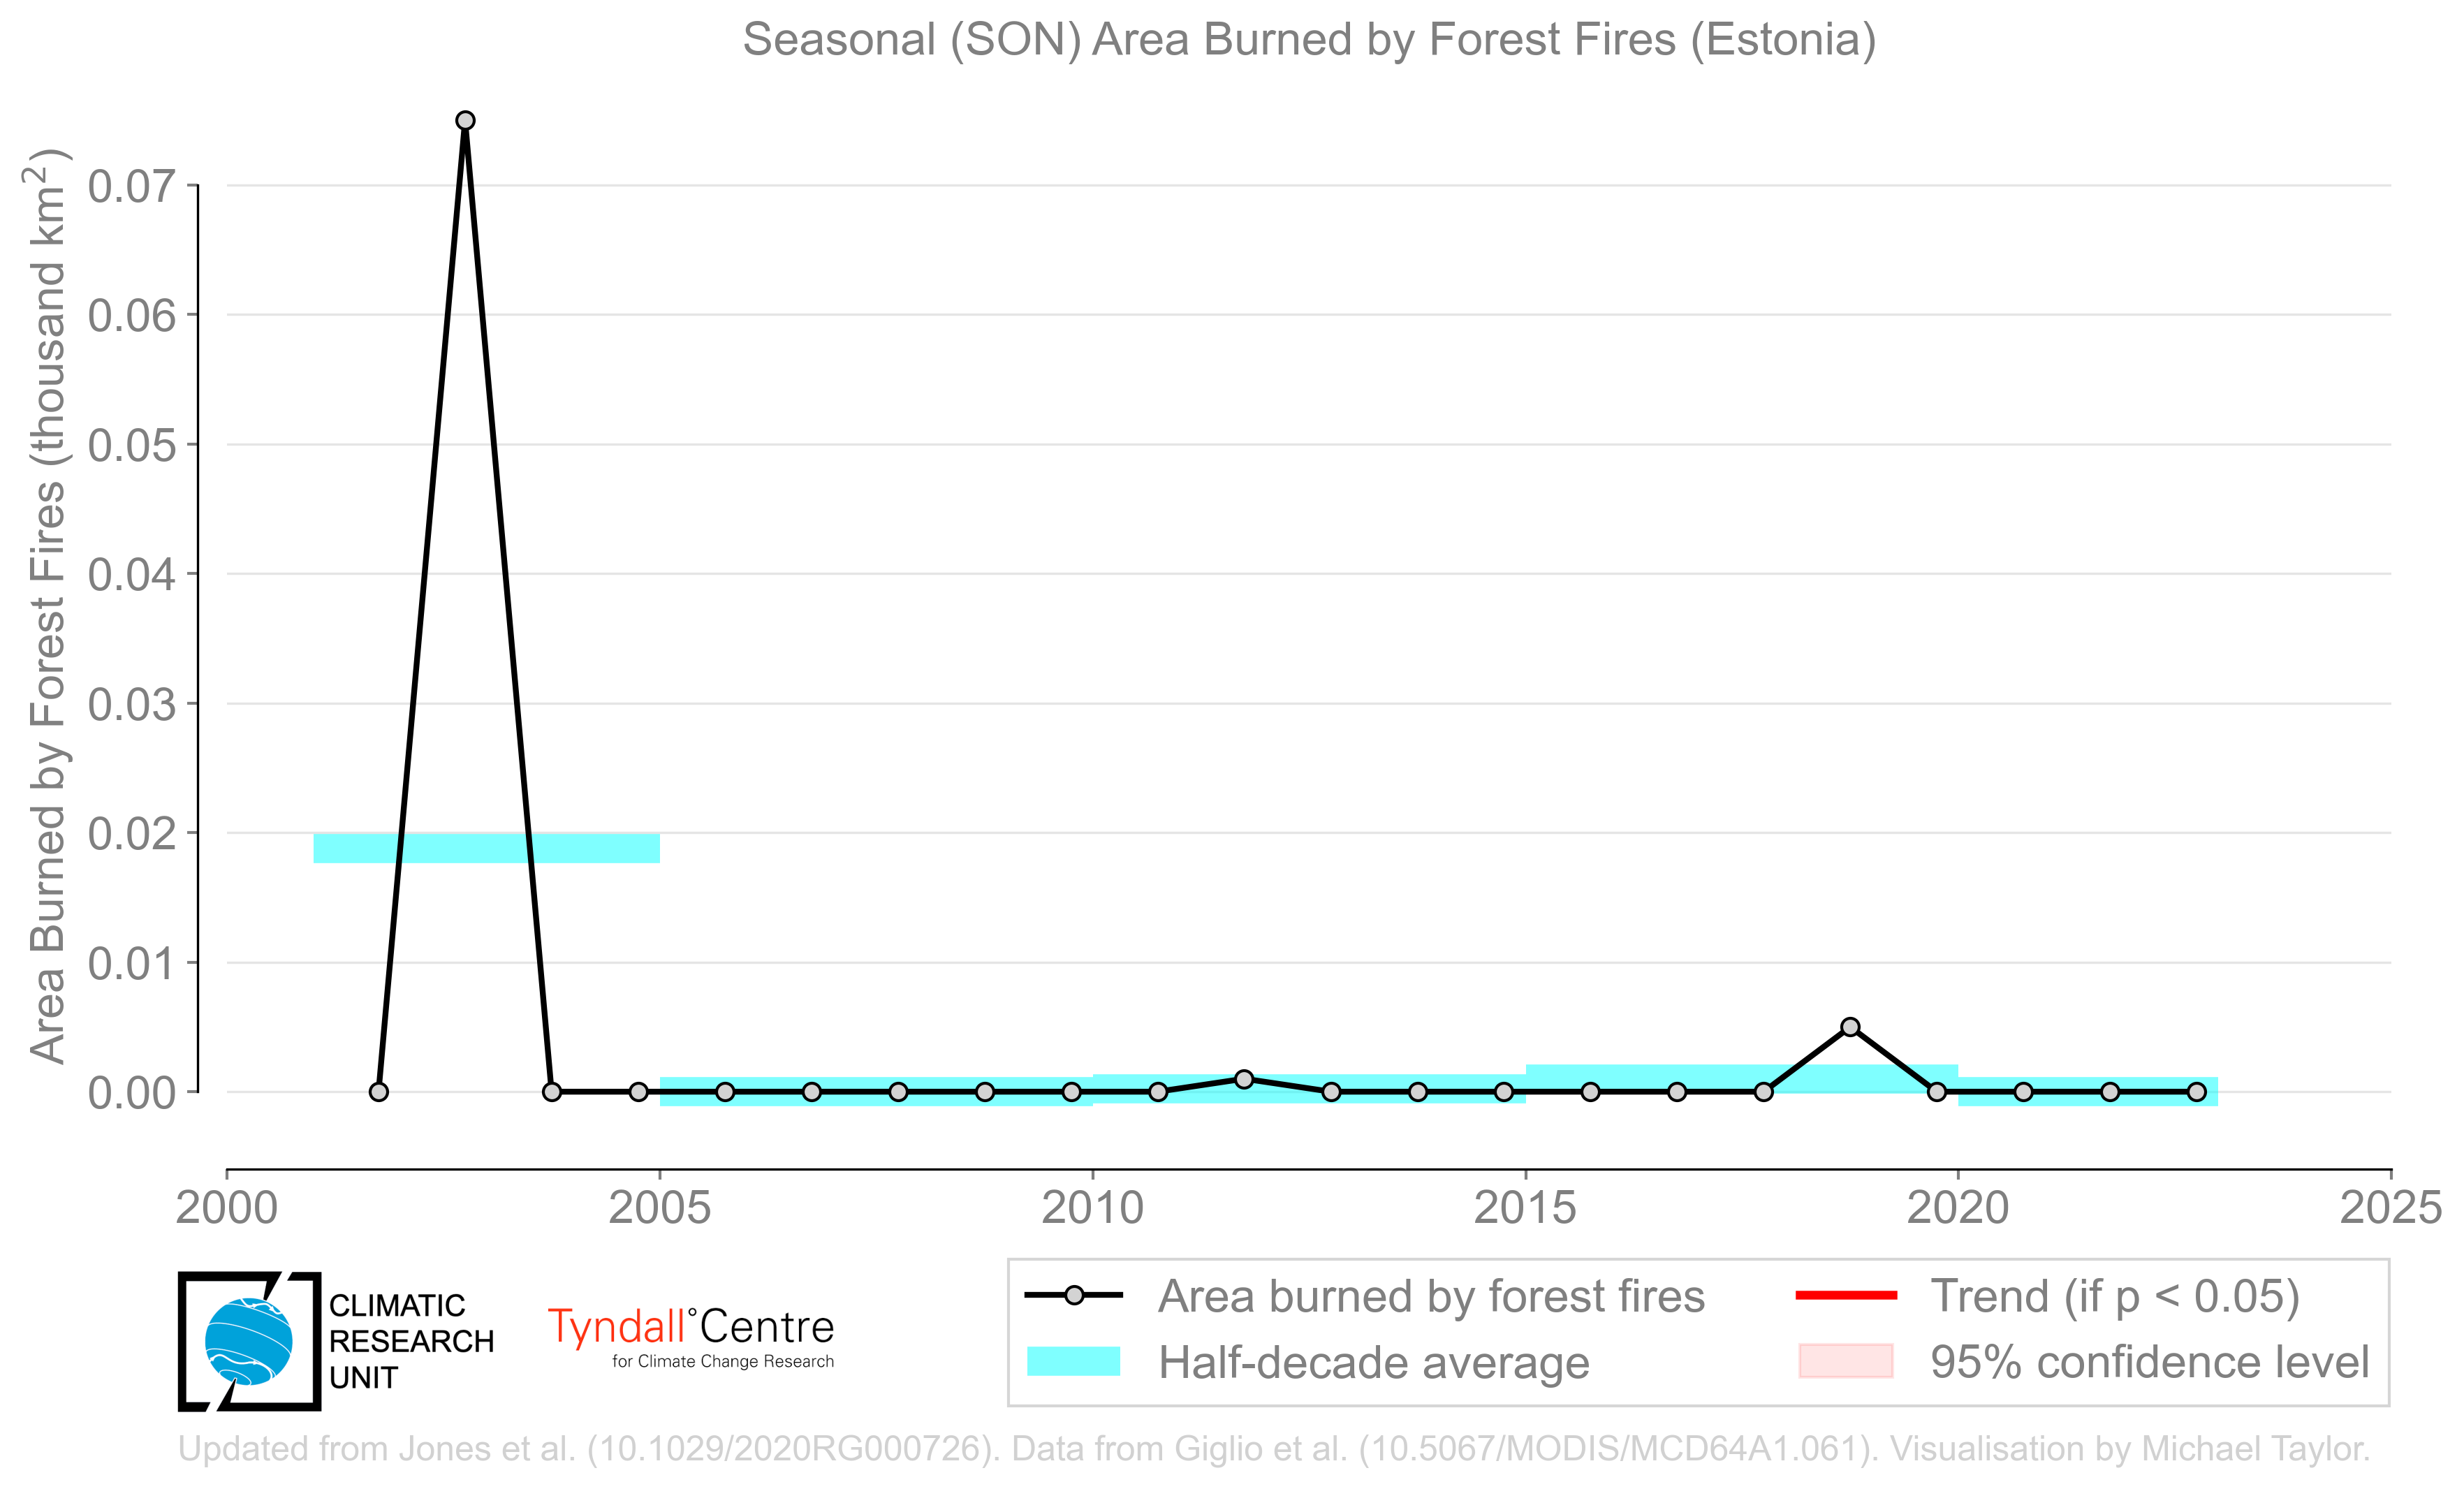 Seasonal (SON) Area Burned by Forest Fires (Estonia)
Area Burned by Forest Fires (thousand km²)
0.07
0.06
0.05
0.04
0.03
0.02
0.01
0.00
2000 2005 2010 2015 2020 2025
CLIMATIC
RESEARCH
UNIT
Tyndall°Centre
for Climate Change Research
Area burned by forest fires
Half-decade average
Trend (if p < 0.05)
95% confidence level
Updated from Jones et al. (10.1029/2020RG000726). Data from Giglio et al. (10.5067/MODIS/MCD64A1.061). Visualisation by Michael Taylor.